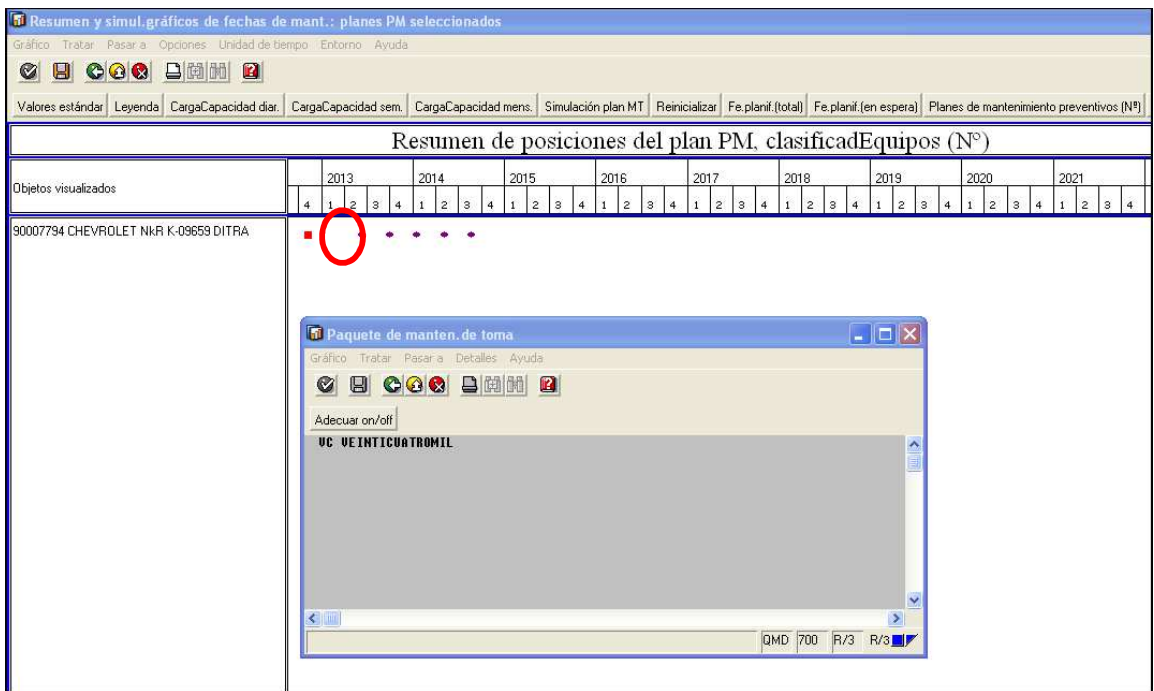 Resumen y simul.gráficos de fechas de mant.: planes PM seleccionados
Gráfico Tratar Pasar a Opciones Unidad de tiempo Entorno Ayuda
Valores estándar Leyenda CargaCapacidad diar. CargaCapacidad sem. CargaCapacidad mens. Simulación plan MT Reinicializar Fe.planif.(total) Fe.planif.(en espera) Planes de mantenimiento preventivos (Nº)
Resumen de posiciones del plan PM, clasificadEquipos (Nº)
Objetos visualizados
2013 2014 2015 2016 2017 2018 2019 2020 2021
4 1 2 3 4 1 2 3 4 1 2 3 4 1 2 3 4 1 2 3 4 1 2 3 4 1 2 3 4 1 2 3 4 1 2 3 4
90007794 CHEVROLET NkR K-09659 DITRA
Paquete de manten.de toma
Gráfico Tratar Pasar a Detalles Ayuda
Adecuar on/off
VC VEINTICUATROMIL
QMD 700 R/3 R/3